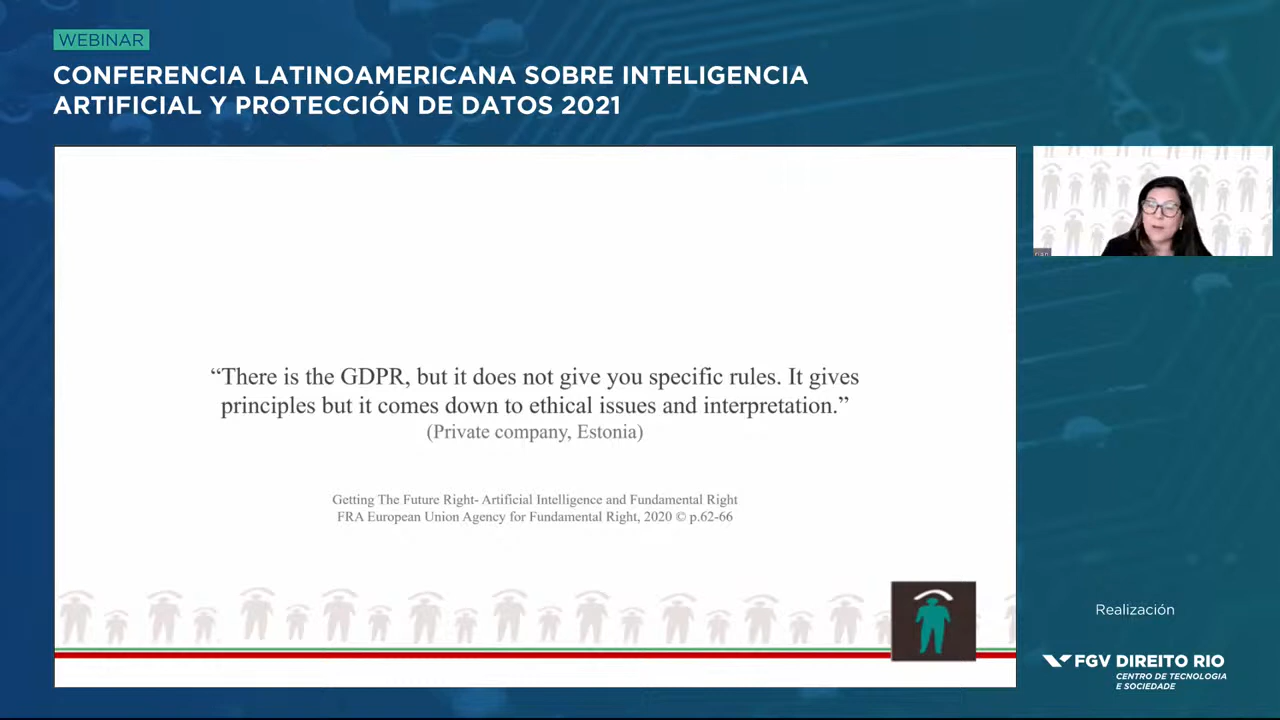 WEBINAR
CONFERENCIA LATINOAMERICANA SOBRE INTELIGENCIA
ARTIFICIAL Y PROTECCIÓN DE DATOS 2021
“There is the GDPR, but it does not give you specific rules. It gives
principles but it comes down to ethical issues and interpretation.”
(Private company, Estonia)
Getting The Future Right- Artificial Intelligence and Fundamental Right
FRA European Union Agency for Fundamental Right, 2020 © p.62-66
Realización
FGV DIREITO RIO
CENTRO DE TECNOLOGIA
E SOCIEDADE